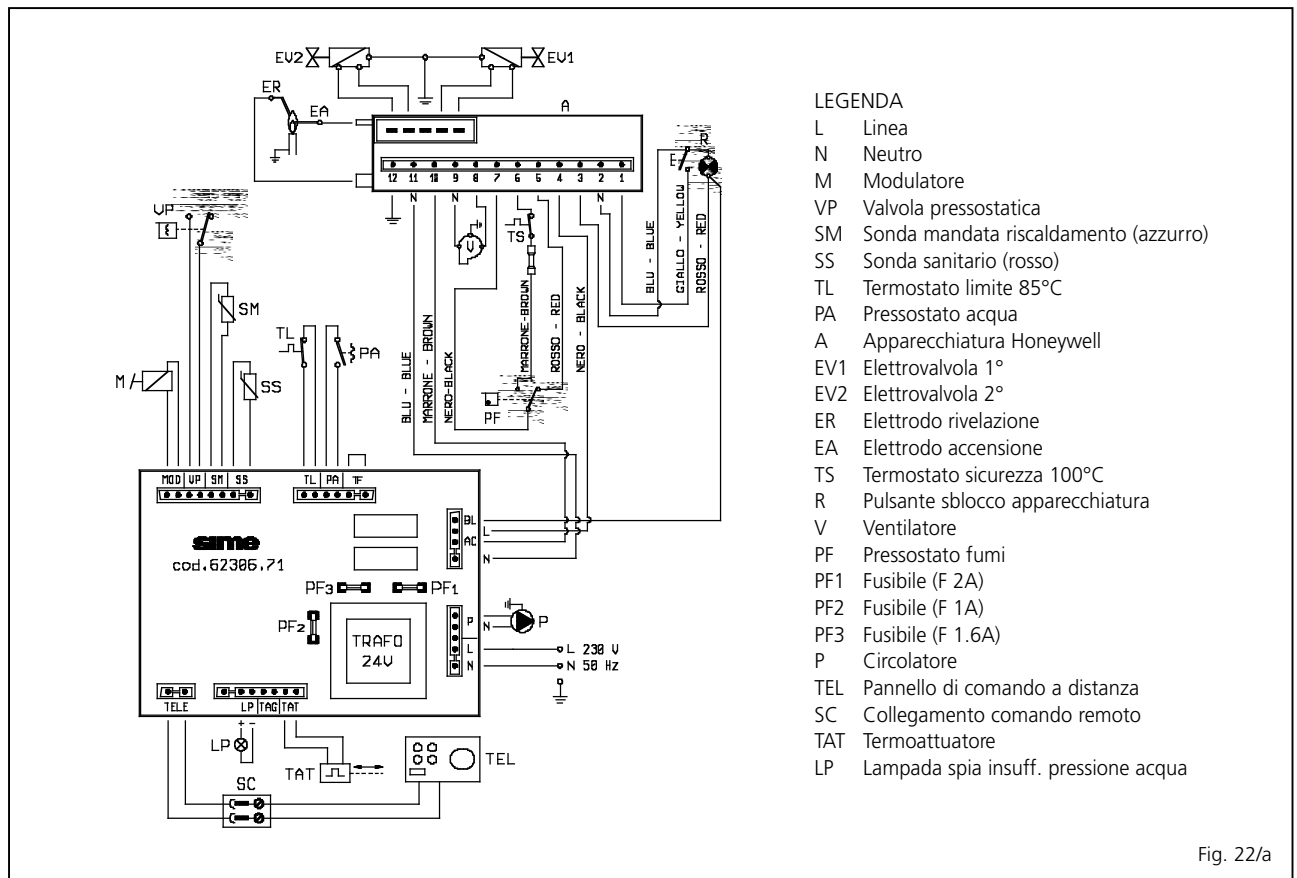 EV2
EV1
ER
EA
A
12 11 10 9 8 7 6 5 4 3 2 1
N
N
N
R
E
VP
V
TS
BLU - BLUE
GIALLO - YELLOW
ROSSO - RED
SM
TL
PA
M
SS
BLU - BLUE
MARRONE - BROWN
NERO-BLACK
MARRONE-BROWN
ROSSO - RED
NERO - BLACK
PF
MOD VP SM SS
TL PA TF
sime
cod.62306.71
BL
L
AC
N
PF3
PF1
PF2
TRAFO
24V
P
N
P
L
L 230 V
N
N 50 Hz
TELE
LP TAG TAT
+ -
LP
TAT
TEL
SC
LEGENDA
L Linea
N Neutro
M Modulatore
VP Valvola pressostatica
SM Sonda mandata riscaldamento (azzurro)
SS Sonda sanitario (rosso)
TL Termostato limite 85°C
PA Pressostato acqua
A Apparecchiatura Honeywell
EV1 Elettrovalvola 1°
EV2 Elettrovalvola 2°
ER Elettrodo rivelazione
EA Elettrodo accensione
TS Termostato sicurezza 100°C
R Pulsante sblocco apparecchiatura
V Ventilatore
PF Pressostato fumi
PF1 Fusibile (F 2A)
PF2 Fusibile (F 1A)
PF3 Fusibile (F 1.6A)
P Circolatore
TEL Pannello di comando a distanza
SC Collegamento comando remoto
TAT Termoattuatore
LP Lampada spia insuff. pressione acqua
Fig. 22/a